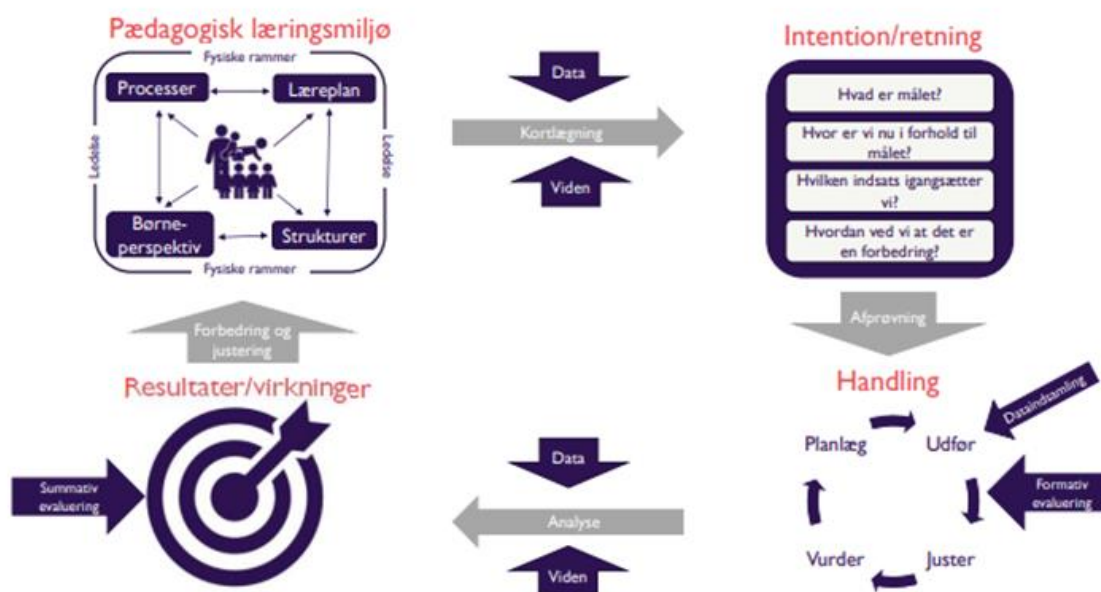 Pædagogisk læringsmiljø
Fysiske rammer
Processer
Læreplan
Ledelse
Ledelse
Børne-
perspektiv
Strukturer
Fysiske rammer
Data
Kortlægning
Viden
Intention/retning
Hvad er målet?
Hvor er vi nu i forhold til
målet?
Hvilken indsats igangsætter
vi?
Hvordan ved vi at det er
en forbedring?
Afprøvning
Handling
Dataindsamling
Planlæg
Udfør
Formativ
evaluering
Vurder
Juster
Data
Analyse
Viden
Forbedring og
justering
Resultater/virkninger
Summativ
evaluering